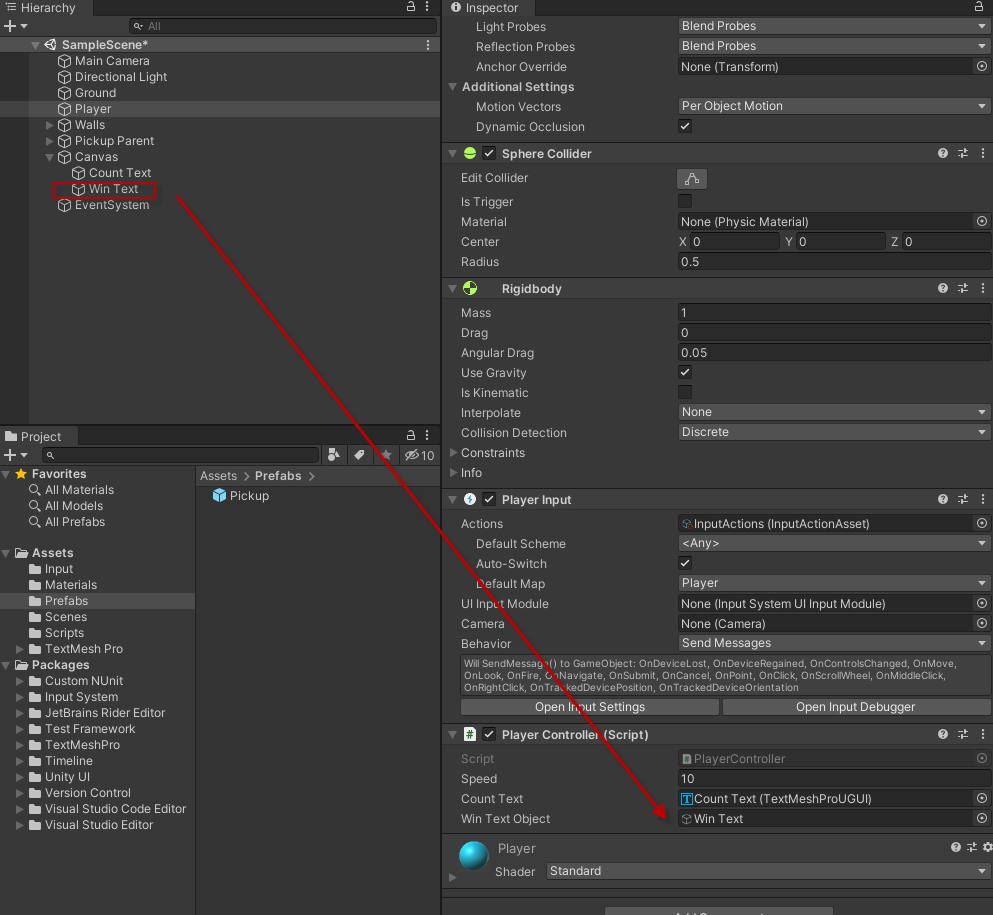 Hierarchy
All
SampleScene*
Main Camera
Directional Light
Ground
Player
Walls
Pickup Parent
Canvas
Count Text
Win Text
EventSystem
Project
10
Favorites
All Materials
All Models
All Prefabs
Assets
Input
Materials
Prefabs
Scenes
Scripts
TextMesh Pro
Packages
Custom NUnit
Input System
JetBrains Rider Editor
Test Framework
TextMeshPro
Timeline
Unity UI
Version Control
Visual Studio Code Editor
Visual Studio Editor
Assets > Prefabs >
Pickup
Inspector
Light Probes Blend Probes
Reflection Probes Blend Probes
Anchor Override None (Transform)
Additional Settings
Motion Vectors Per Object Motion
Dynamic Occlusion
Sphere Collider
Edit Collider
Is Trigger
Material None (Physic Material)
Center X 0 Y 0 Z 0
Radius 0.5
Rigidbody
Mass 1
Drag 0
Angular Drag 0.05
Use Gravity
Is Kinematic
Interpolate None
Collision Detection Discrete
Constraints
Info
Player Input
Actions InputActions (InputActionAsset)
Default Scheme <Any>
Auto-Switch
Default Map Player
UI Input Module None (Input System UI Input Module)
Camera None (Camera)
Behavior Send Messages
Will SendMessage() to GameObject: OnDeviceLost, OnDeviceRegained, OnControlsChanged, OnMove,
OnLook, OnFire, OnNavigate, OnSubmit, OnCancel, OnPoint, OnClick, OnScrollWheel, OnMiddleClick,
OnRightClick, OnTrackedDevicePosition, OnTrackedDeviceOrientation
Open Input Settings Open Input Debugger
# Player Controller (Script)
Script PlayerController
Speed 10
Count Text Count Text (TextMeshProUGUI)
Win Text Object Win Text
Player
Shader Standard